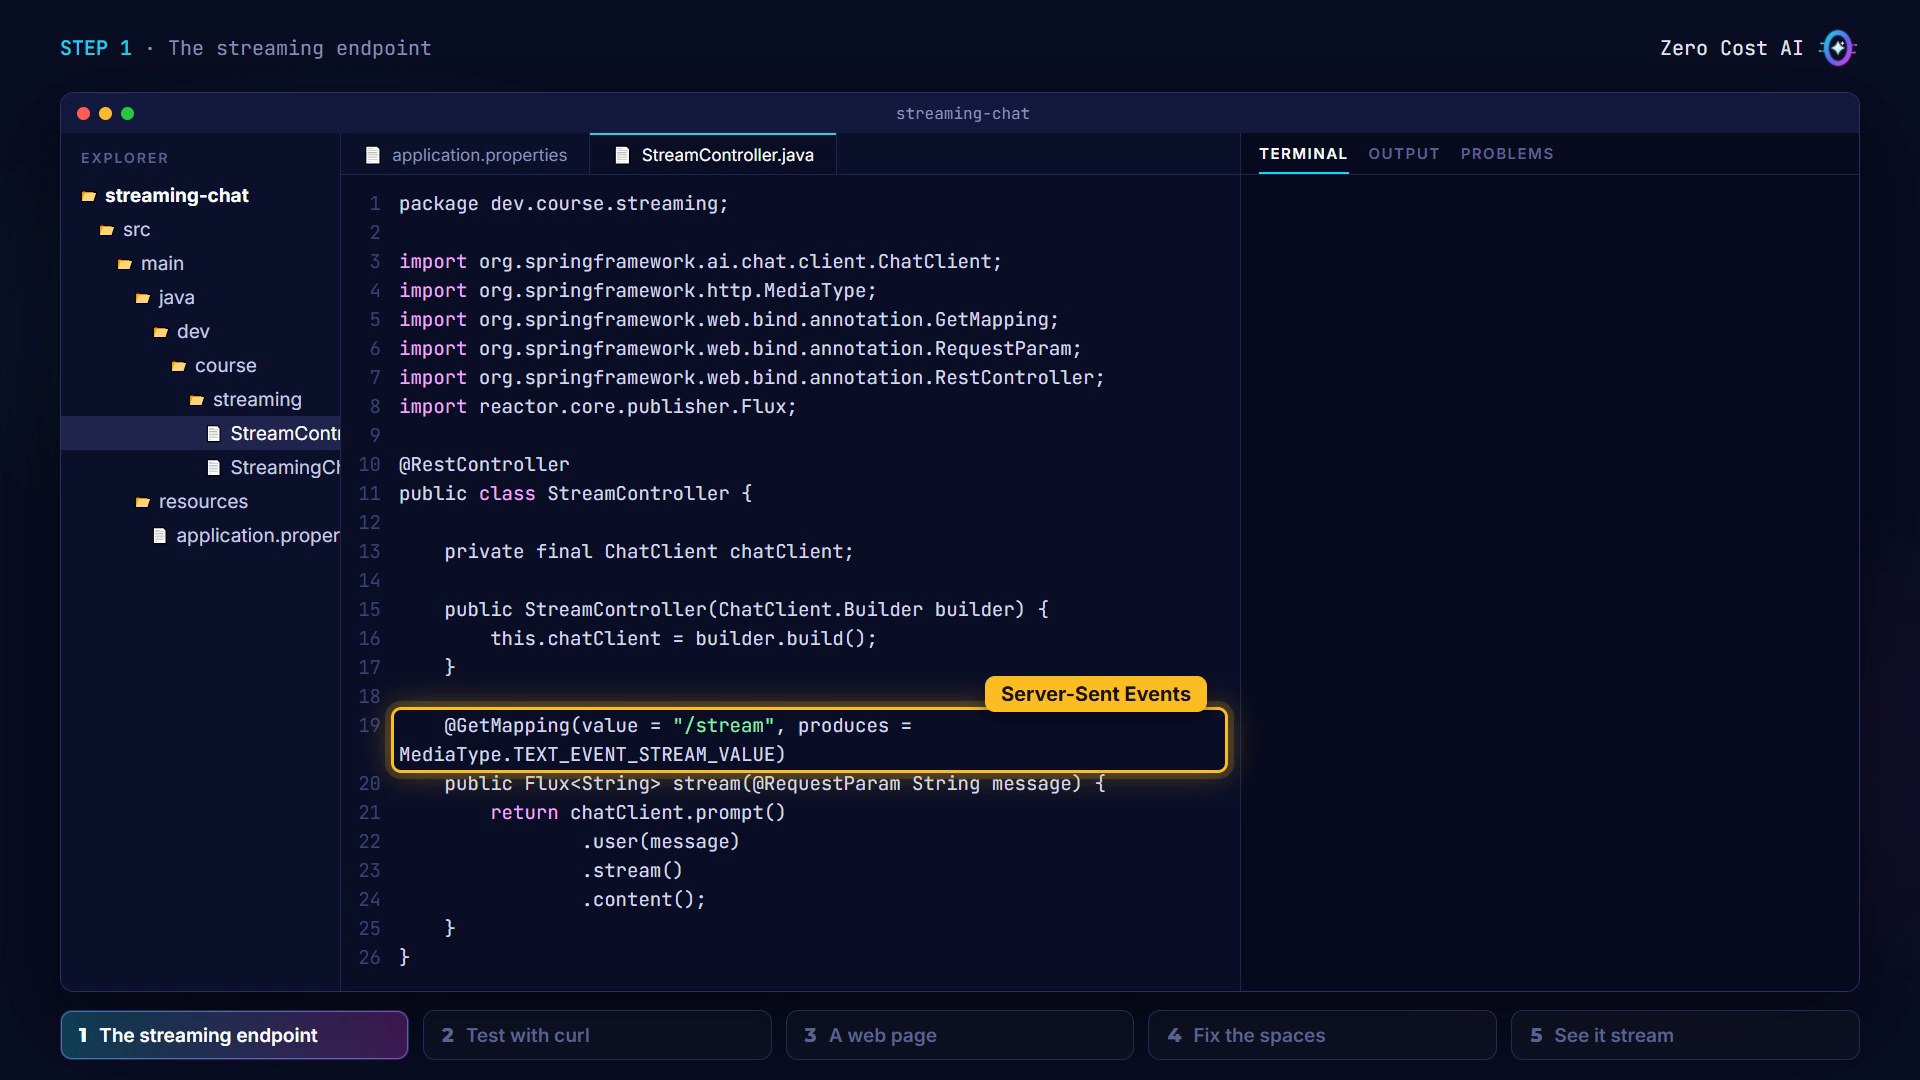 STEP 1 · The streaming endpoint
Zero Cost AI
streaming-chat
EXPLORER
streaming-chat
src
main
java
dev
course
streaming
StreamContr
StreamingCh
resources
application.proper
application.properties
StreamController.java
1 package dev.course.streaming;
2
3 import org.springframework.ai.chat.client.ChatClient;
4 import org.springframework.http.MediaType;
5 import org.springframework.web.bind.annotation.GetMapping;
6 import org.springframework.web.bind.annotation.RequestParam;
7 import org.springframework.web.bind.annotation.RestController;
8 import reactor.core.publisher.Flux;
9
10 @RestController
11 public class StreamController {
12
13     private final ChatClient chatClient;
14
15     public StreamController(ChatClient.Builder builder) {
16         this.chatClient = builder.build();
17     }
18
Server-Sent Events
19     @GetMapping(value = "/stream", produces =
MediaType.TEXT_EVENT_STREAM_VALUE)
20     public Flux<String> stream(@RequestParam String message) {
21         return chatClient.prompt()
22                 .user(message)
23                 .stream()
24                 .content();
25     }
26 }
TERMINAL OUTPUT PROBLEMS
1 The streaming endpoint
2 Test with curl
3 A web page
4 Fix the spaces
5 See it stream